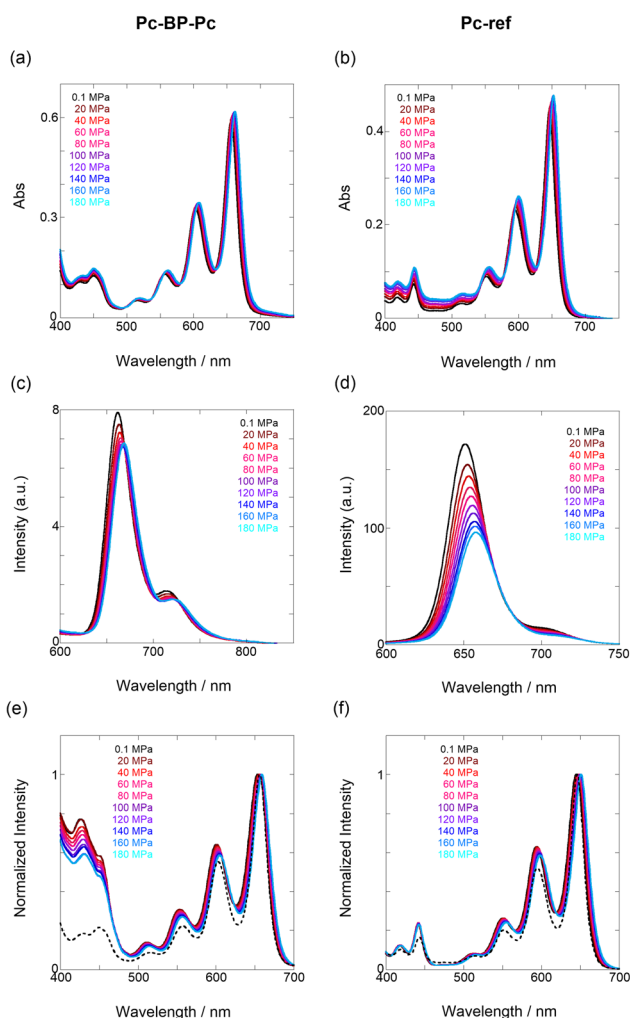 Pc-BP-Pc
Pc-ref
(a)
0.6
0.3
0
Abs
0.1 MPa
20 MPa
40 MPa
60 MPa
80 MPa
100 MPa
120 MPa
140 MPa
160 MPa
180 MPa
400 500 600 700
Wavelength / nm
(b)
0.4
0.2
0
Abs
0.1 MPa
20 MPa
40 MPa
60 MPa
80 MPa
100 MPa
120 MPa
140 MPa
160 MPa
180 MPa
400 500 600 700
Wavelength / nm
(c)
8
4
0
Intensity (a.u.)
0.1 MPa
20 MPa
40 MPa
60 MPa
80 MPa
100 MPa
120 MPa
140 MPa
160 MPa
180 MPa
600 700 800
Wavelength / nm
(d)
200
100
0
Intensity (a.u.)
0.1 MPa
20 MPa
40 MPa
60 MPa
80 MPa
100 MPa
120 MPa
140 MPa
160 MPa
180 MPa
600 650 700 750
Wavelength / nm
(e)
1
0
Normalized Intensity
0.1 MPa
20 MPa
40 MPa
60 MPa
80 MPa
100 MPa
120 MPa
140 MPa
160 MPa
180 MPa
400 500 600 700
Wavelength / nm
(f)
1
0
Normalized Intensity
0.1 MPa
20 MPa
40 MPa
60 MPa
80 MPa
100 MPa
120 MPa
140 MPa
160 MPa
180 MPa
400 500 600 700
Wavelength / nm